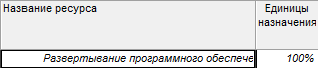 Название ресурса
Единицы
назначения
Развертывание программного обеспече
100%